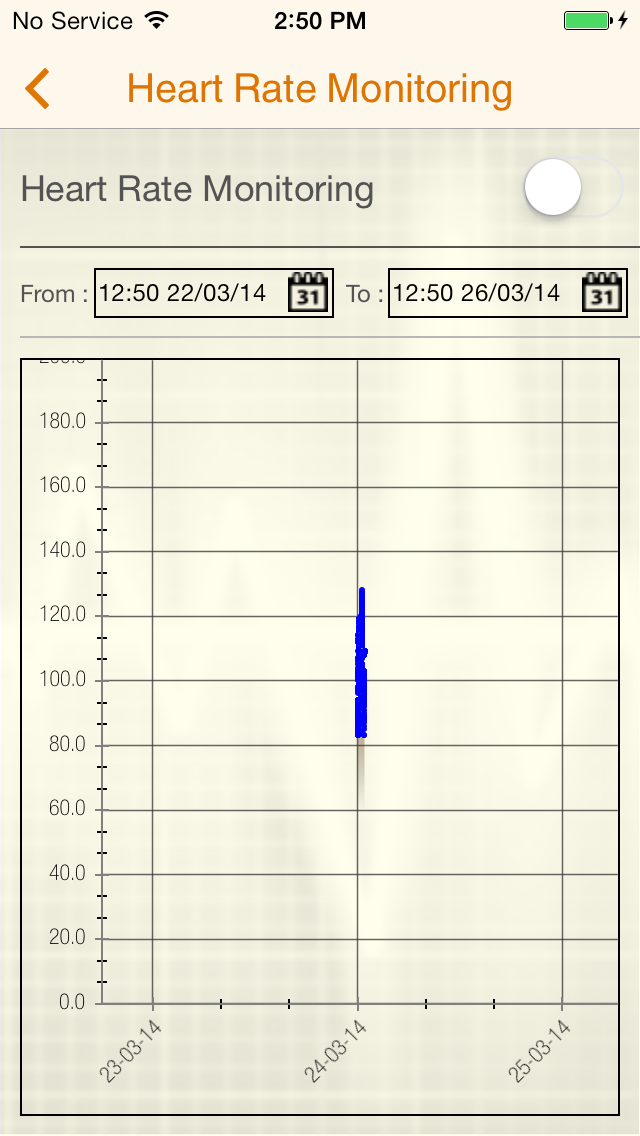 No Service 2:50 PM
Heart Rate Monitoring
Heart Rate Monitoring
From : 12:50 22/03/14 31 To : 12:50 26/03/14 31
200.0
180.0
160.0
140.0
120.0
100.0
80.0
60.0
40.0
20.0
0.0
23-03-14 24-03-14 25-03-14